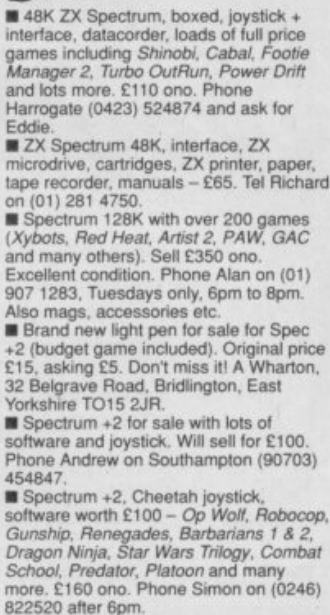 ■ 48K ZX Spectrum, boxed, joystick +
interface, datacorder, loads of full price
games including Shinobi, Cabal, Footie
Manager 2, Turbo OutRun, Power Drift
and lots more. £110 ono. Phone
Harrogate (0423) 524874 and ask for
Eddie.
■ ZX Spectrum 48K, interface, ZX
microdrive, cartridges, ZX printer, paper,
tape recorder, manuals – £65. Tel Richard
on (01) 281 4750.
■ Spectrum 128K with over 200 games
(Xybots, Red Heat, Artist 2, PAW, GAC
and many others). Sell £350 ono.
Excellent condition. Phone Alan on (01)
907 1283, Tuesdays only, 6pm to 8pm.
Also mags, accessories etc.
■ Brand new light pen for sale for Spec
+2 (budget game included). Original price
£15, asking £5. Don't miss it! A Wharton,
32 Belgrave Road, Bridlington, East
Yorkshire TO15 2JR.
■ Spectrum +2 for sale with lots of
software and joystick. Will sell for £100.
Phone Andrew on Southampton (90703)
454847.
■ Spectrum +2, Cheetah joystick,
software worth £100 – Op Wolf, Robocop,
Gunship, Renegades, Barbarians 1 & 2,
Dragon Ninja, Star Wars Trilogy, Combat
School, Predator, Platoon and many
more. £160 ono. Phone Simon on (0246)
822520 after 6pm.